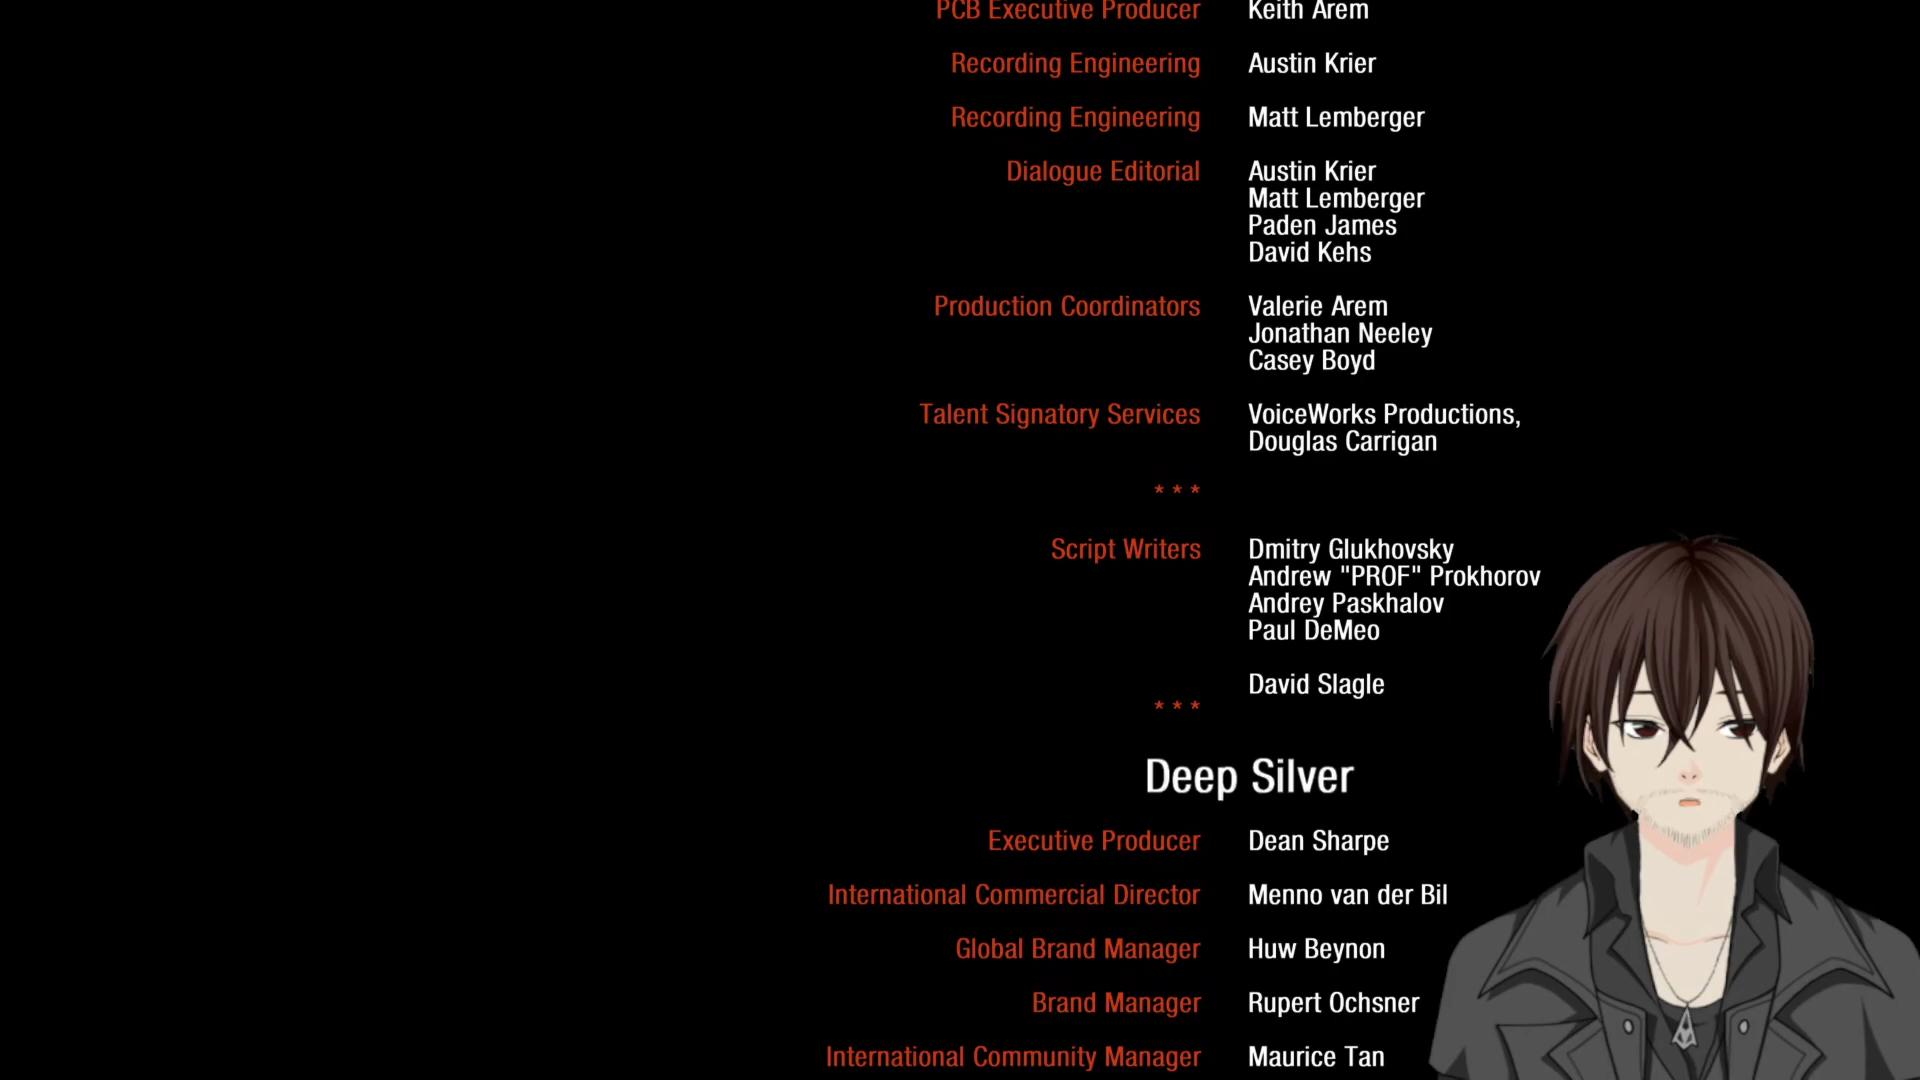 PCB Executive Producer Keith Arem
Recording Engineering Austin Krier
Recording Engineering Matt Lemberger
Dialogue Editorial Austin Krier
Matt Lemberger
Paden James
David Kehs
Production Coordinators Valerie Arem
Jonathan Neeley
Casey Boyd
Talent Signatory Services VoiceWorks Productions,
Douglas Carrigan
* * *
Script Writers Dmitry Glukhovsky
Andrew "PROF" Prokhorov
Andrey Paskhalov
Paul DeMeo
David Slagle
* * *
Deep Silver
Executive Producer Dean Sharpe
International Commercial Director Menno van der Bil
Global Brand Manager Huw Beynon
Brand Manager Rupert Ochsner
International Community Manager Maurice Tan